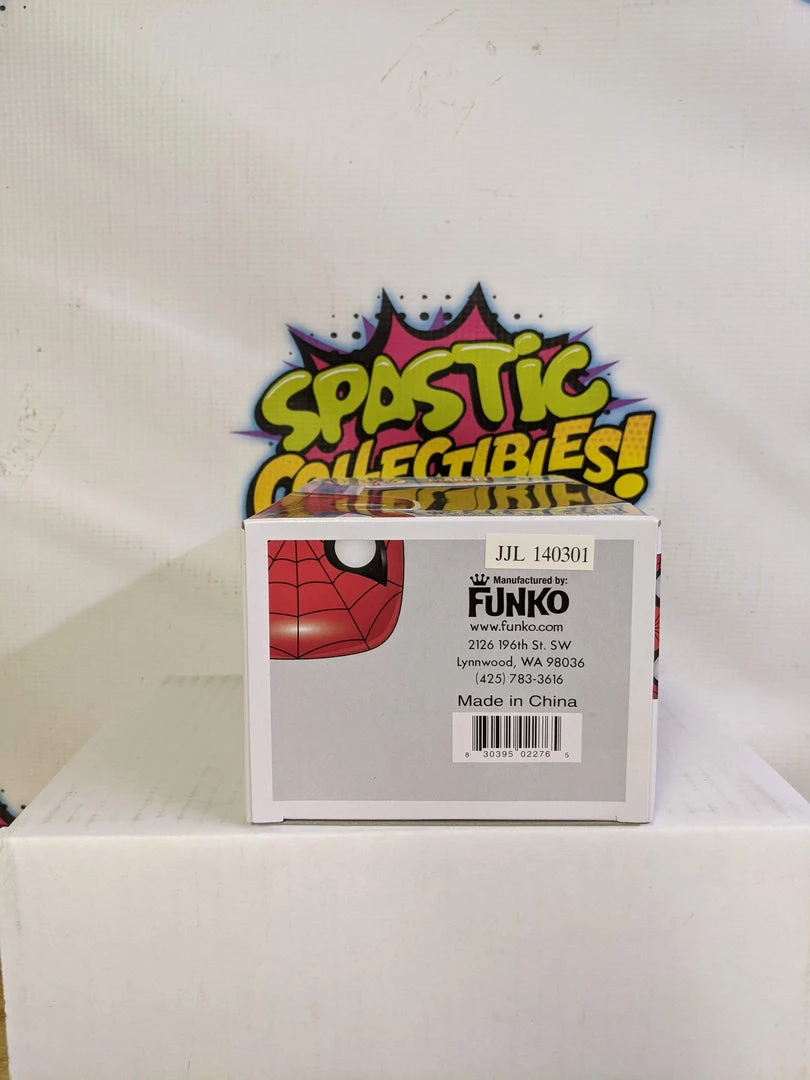 SPASTIC
COLLECTIBLES!
JJL 140301
Manufactured by:
FUNKO
www.funko.com
2126 196th St. SW
Lynnwood, WA 98036
(425) 783-3616
Made in China
8 30395 02276 5